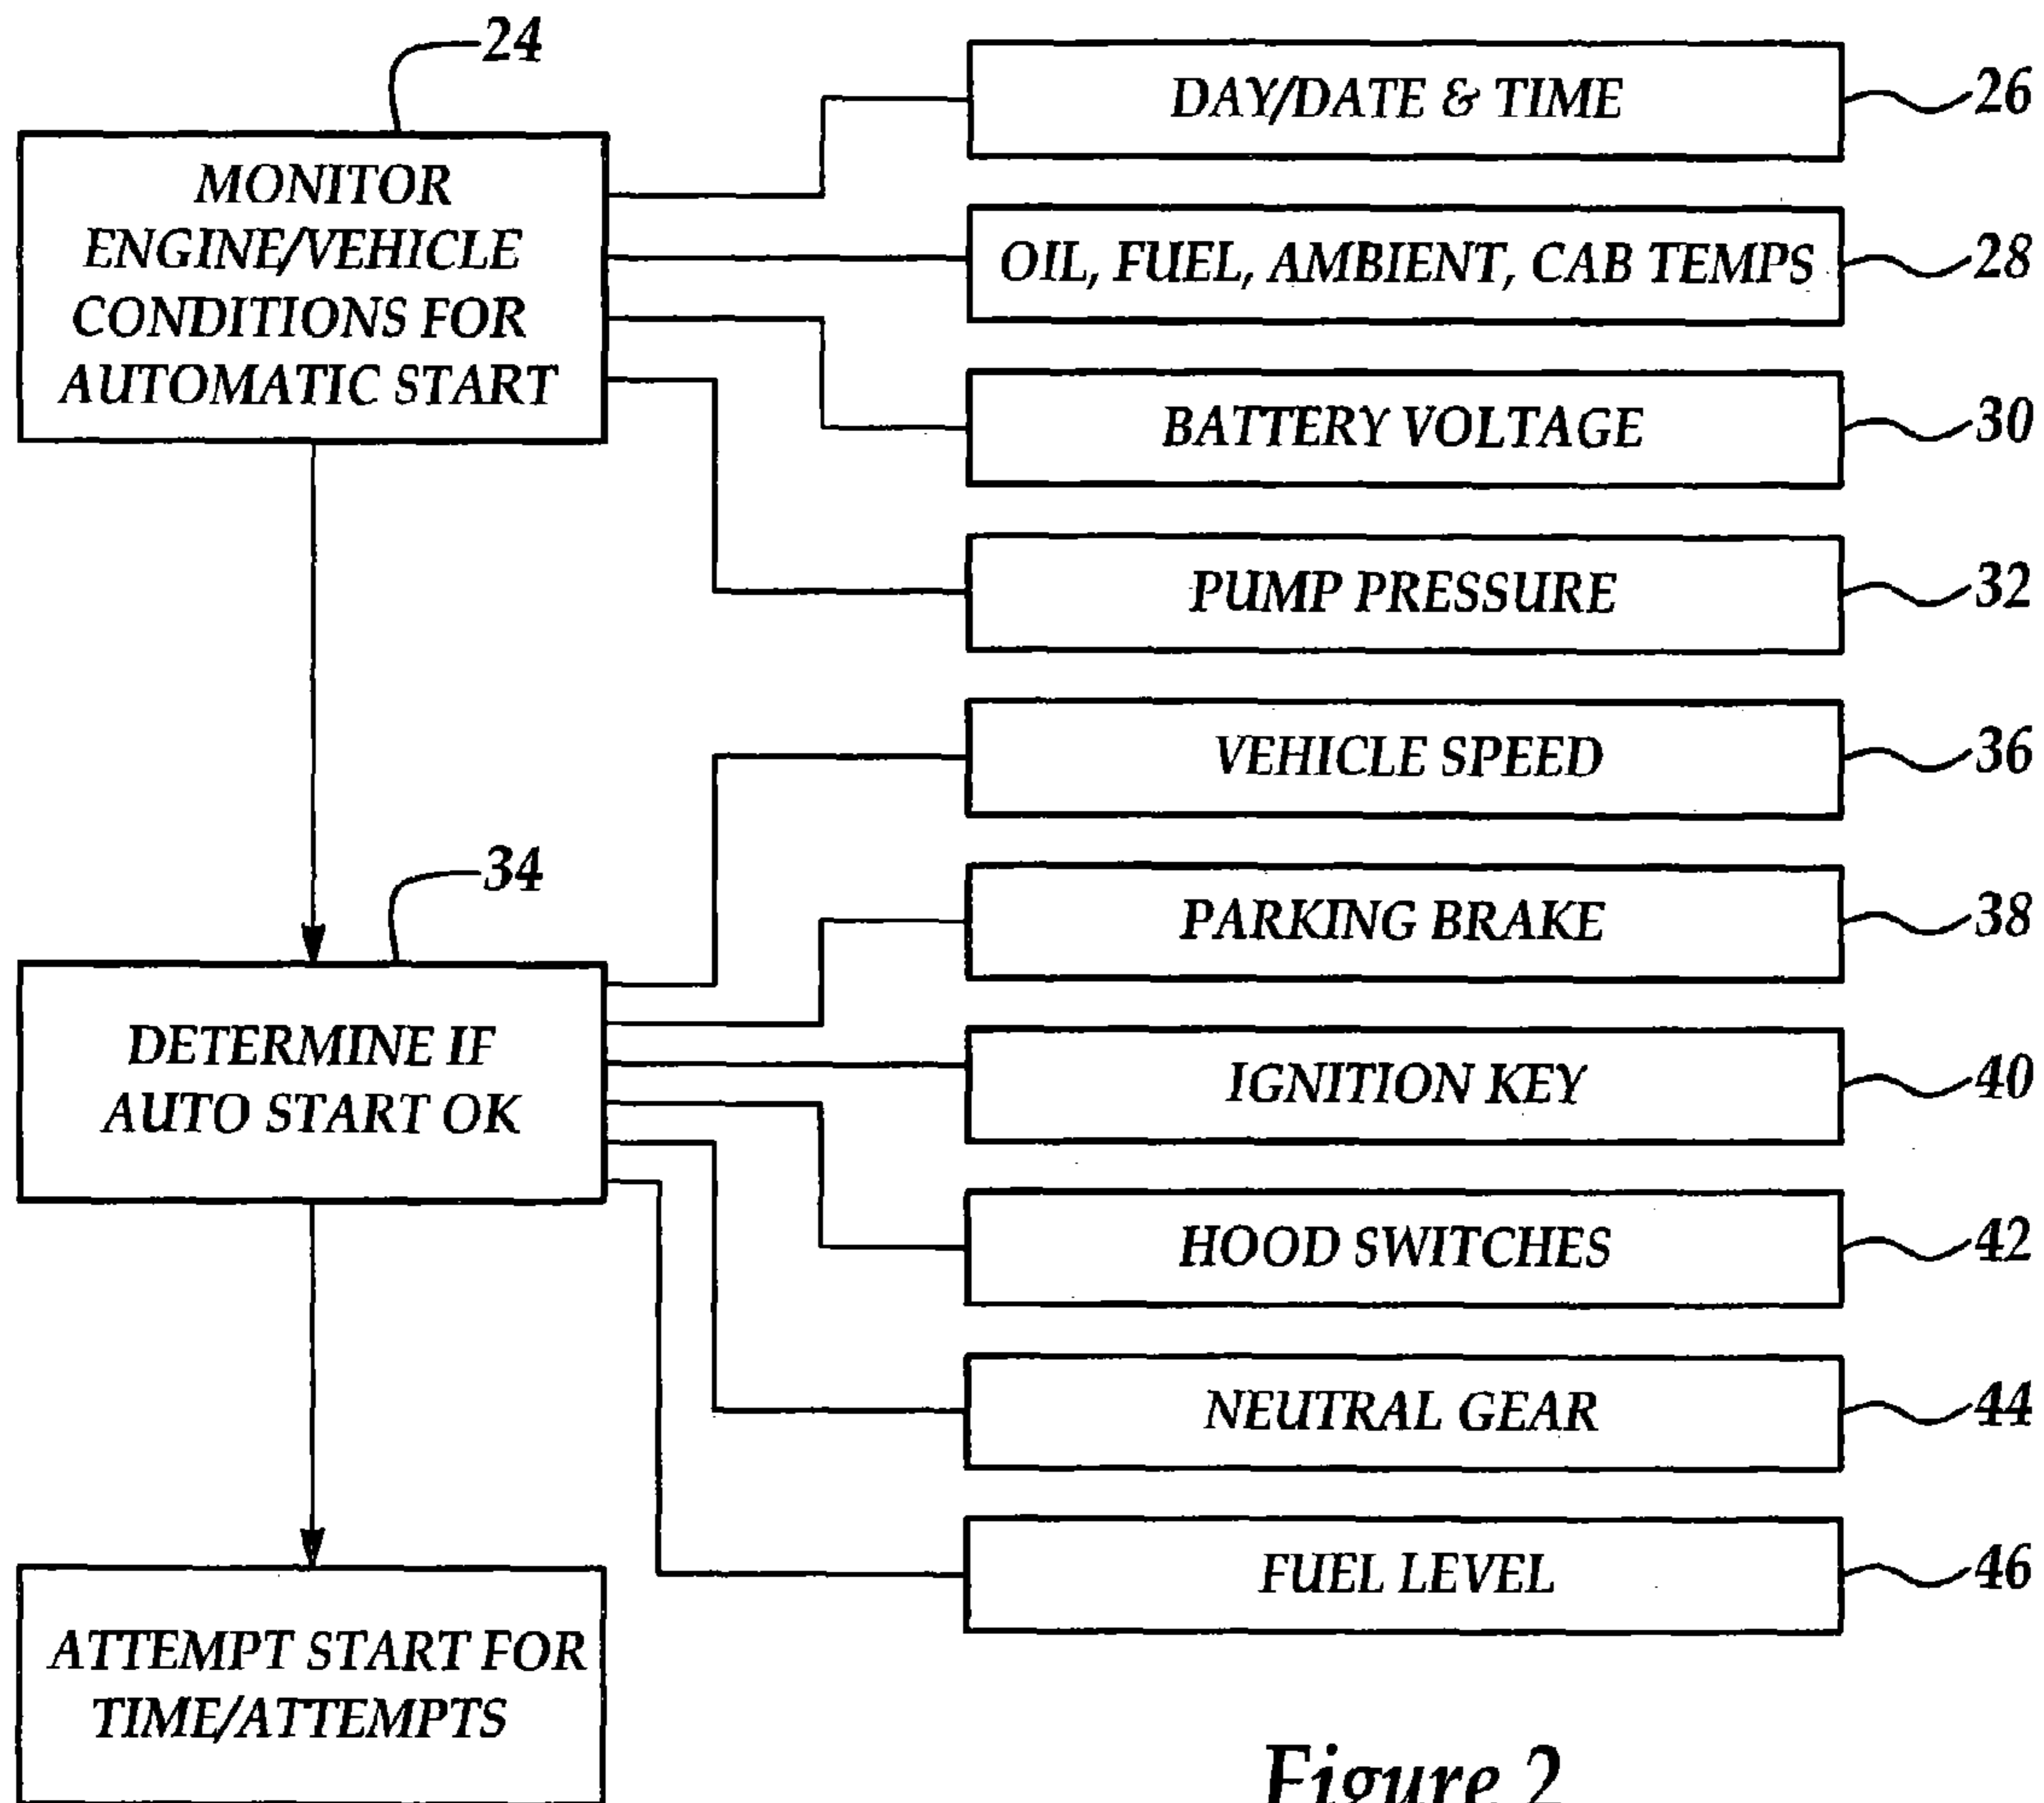 24
MONITOR
ENGINE/VEHICLE
CONDITIONS FOR
AUTOMATIC START
DAY/DATE & TIME
26
OIL, FUEL, AMBIENT, CAB TEMPS
28
BATTERY VOLTAGE
30
PUMP PRESSURE
32
34
DETERMINE IF
AUTO START OK
VEHICLE SPEED
36
PARKING BRAKE
38
IGNITION KEY
40
HOOD SWITCHES
42
NEUTRAL GEAR
44
FUEL LEVEL
46
ATTEMPT START FOR
TIME/ATTEMPTS
Figure 2